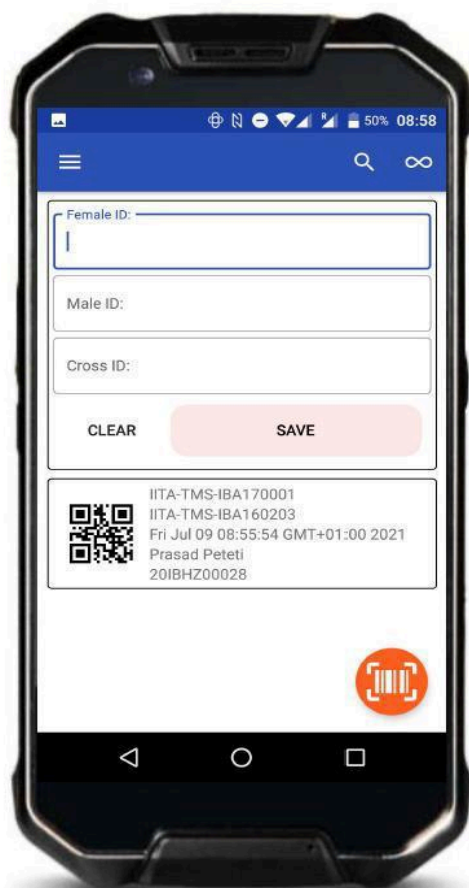 50% 08:58
Female ID:
Male ID:
Cross ID:
CLEAR SAVE
IITA-TMS-IBA170001
IITA-TMS-IBA160203
Fri Jul 09 08:55:54 GMT+01:00 2021
Prasad Peteti
20IBHZ00028